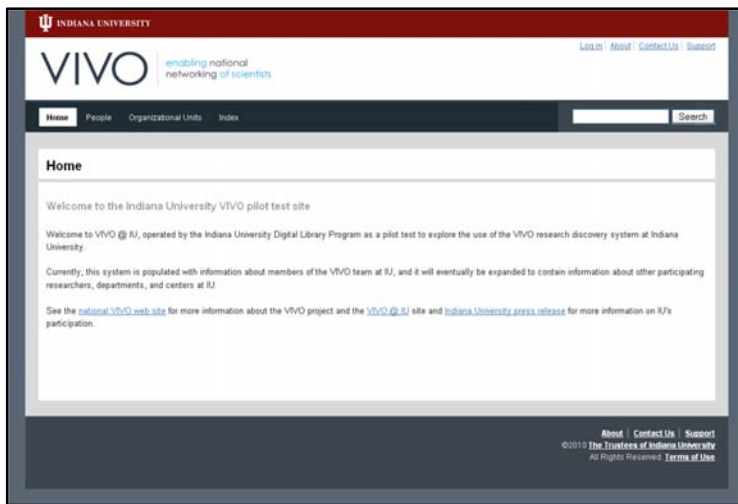 INDIANA UNIVERSITY
Log in | About | Contact Us | Support
VIVO
enabling national
networking of scientists
Home People Organizational Units Index Search
Home
Welcome to the Indiana University VIVO pilot test site
Welcome to VIVO @ IU, operated by the Indiana University Digital Library Program as a pilot test to explore the use of the VIVO research discovery system at Indiana
University.
Currently, this system is populated with information about members of the VIVO team at IU, and it will eventually be expanded to contain information about other participating
researchers, departments, and centers at IU.
See the national VIVO web site for more information about the VIVO project and the VIVO @ IU site and Indiana University press release for more information on IU's
participation.
About | Contact Us | Support
©2010 The Trustees of Indiana University
All Rights Reserved. Terms of Use